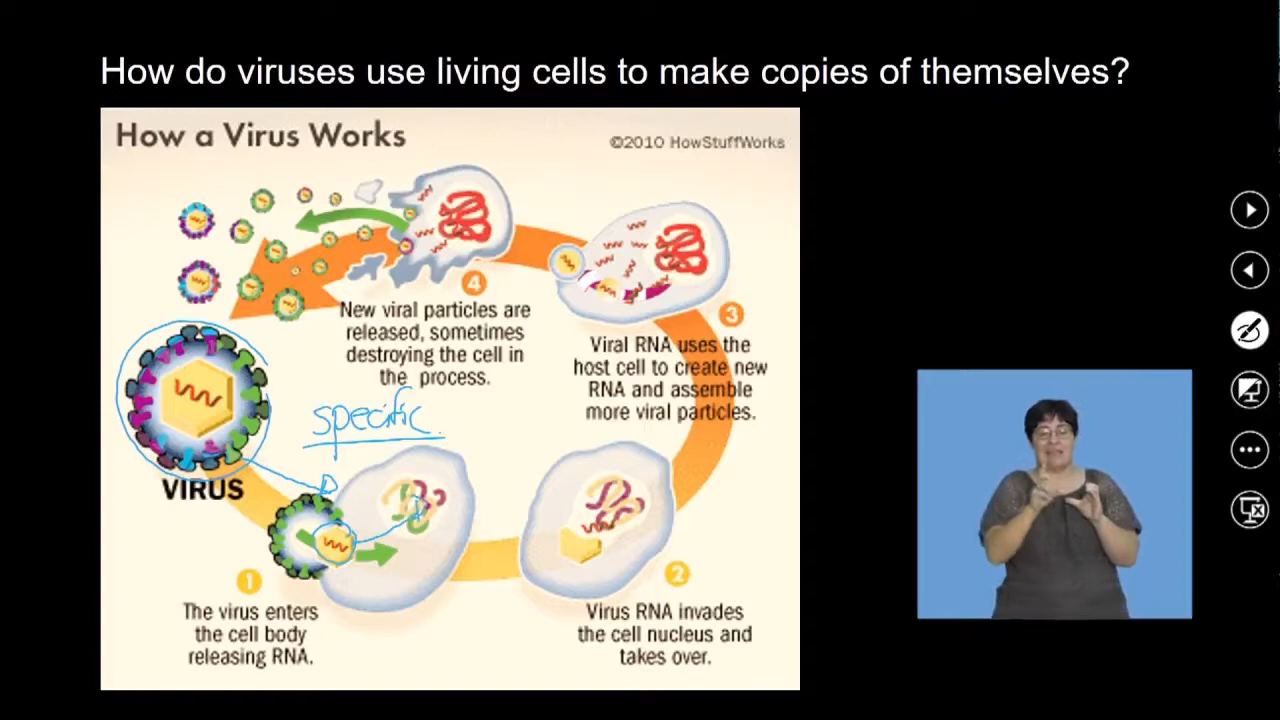 How do viruses use living cells to make copies of themselves?
How a Virus Works
©2010 HowStuffWorks
4
New viral particles are
released, sometimes
destroying the cell in
the process.
3
Viral RNA uses the
host cell to create new
RNA and assemble
more viral particles.
specific
VIRUS
1
The virus enters
the cell body
releasing RNA.
2
Virus RNA invades
the cell nucleus and
takes over.